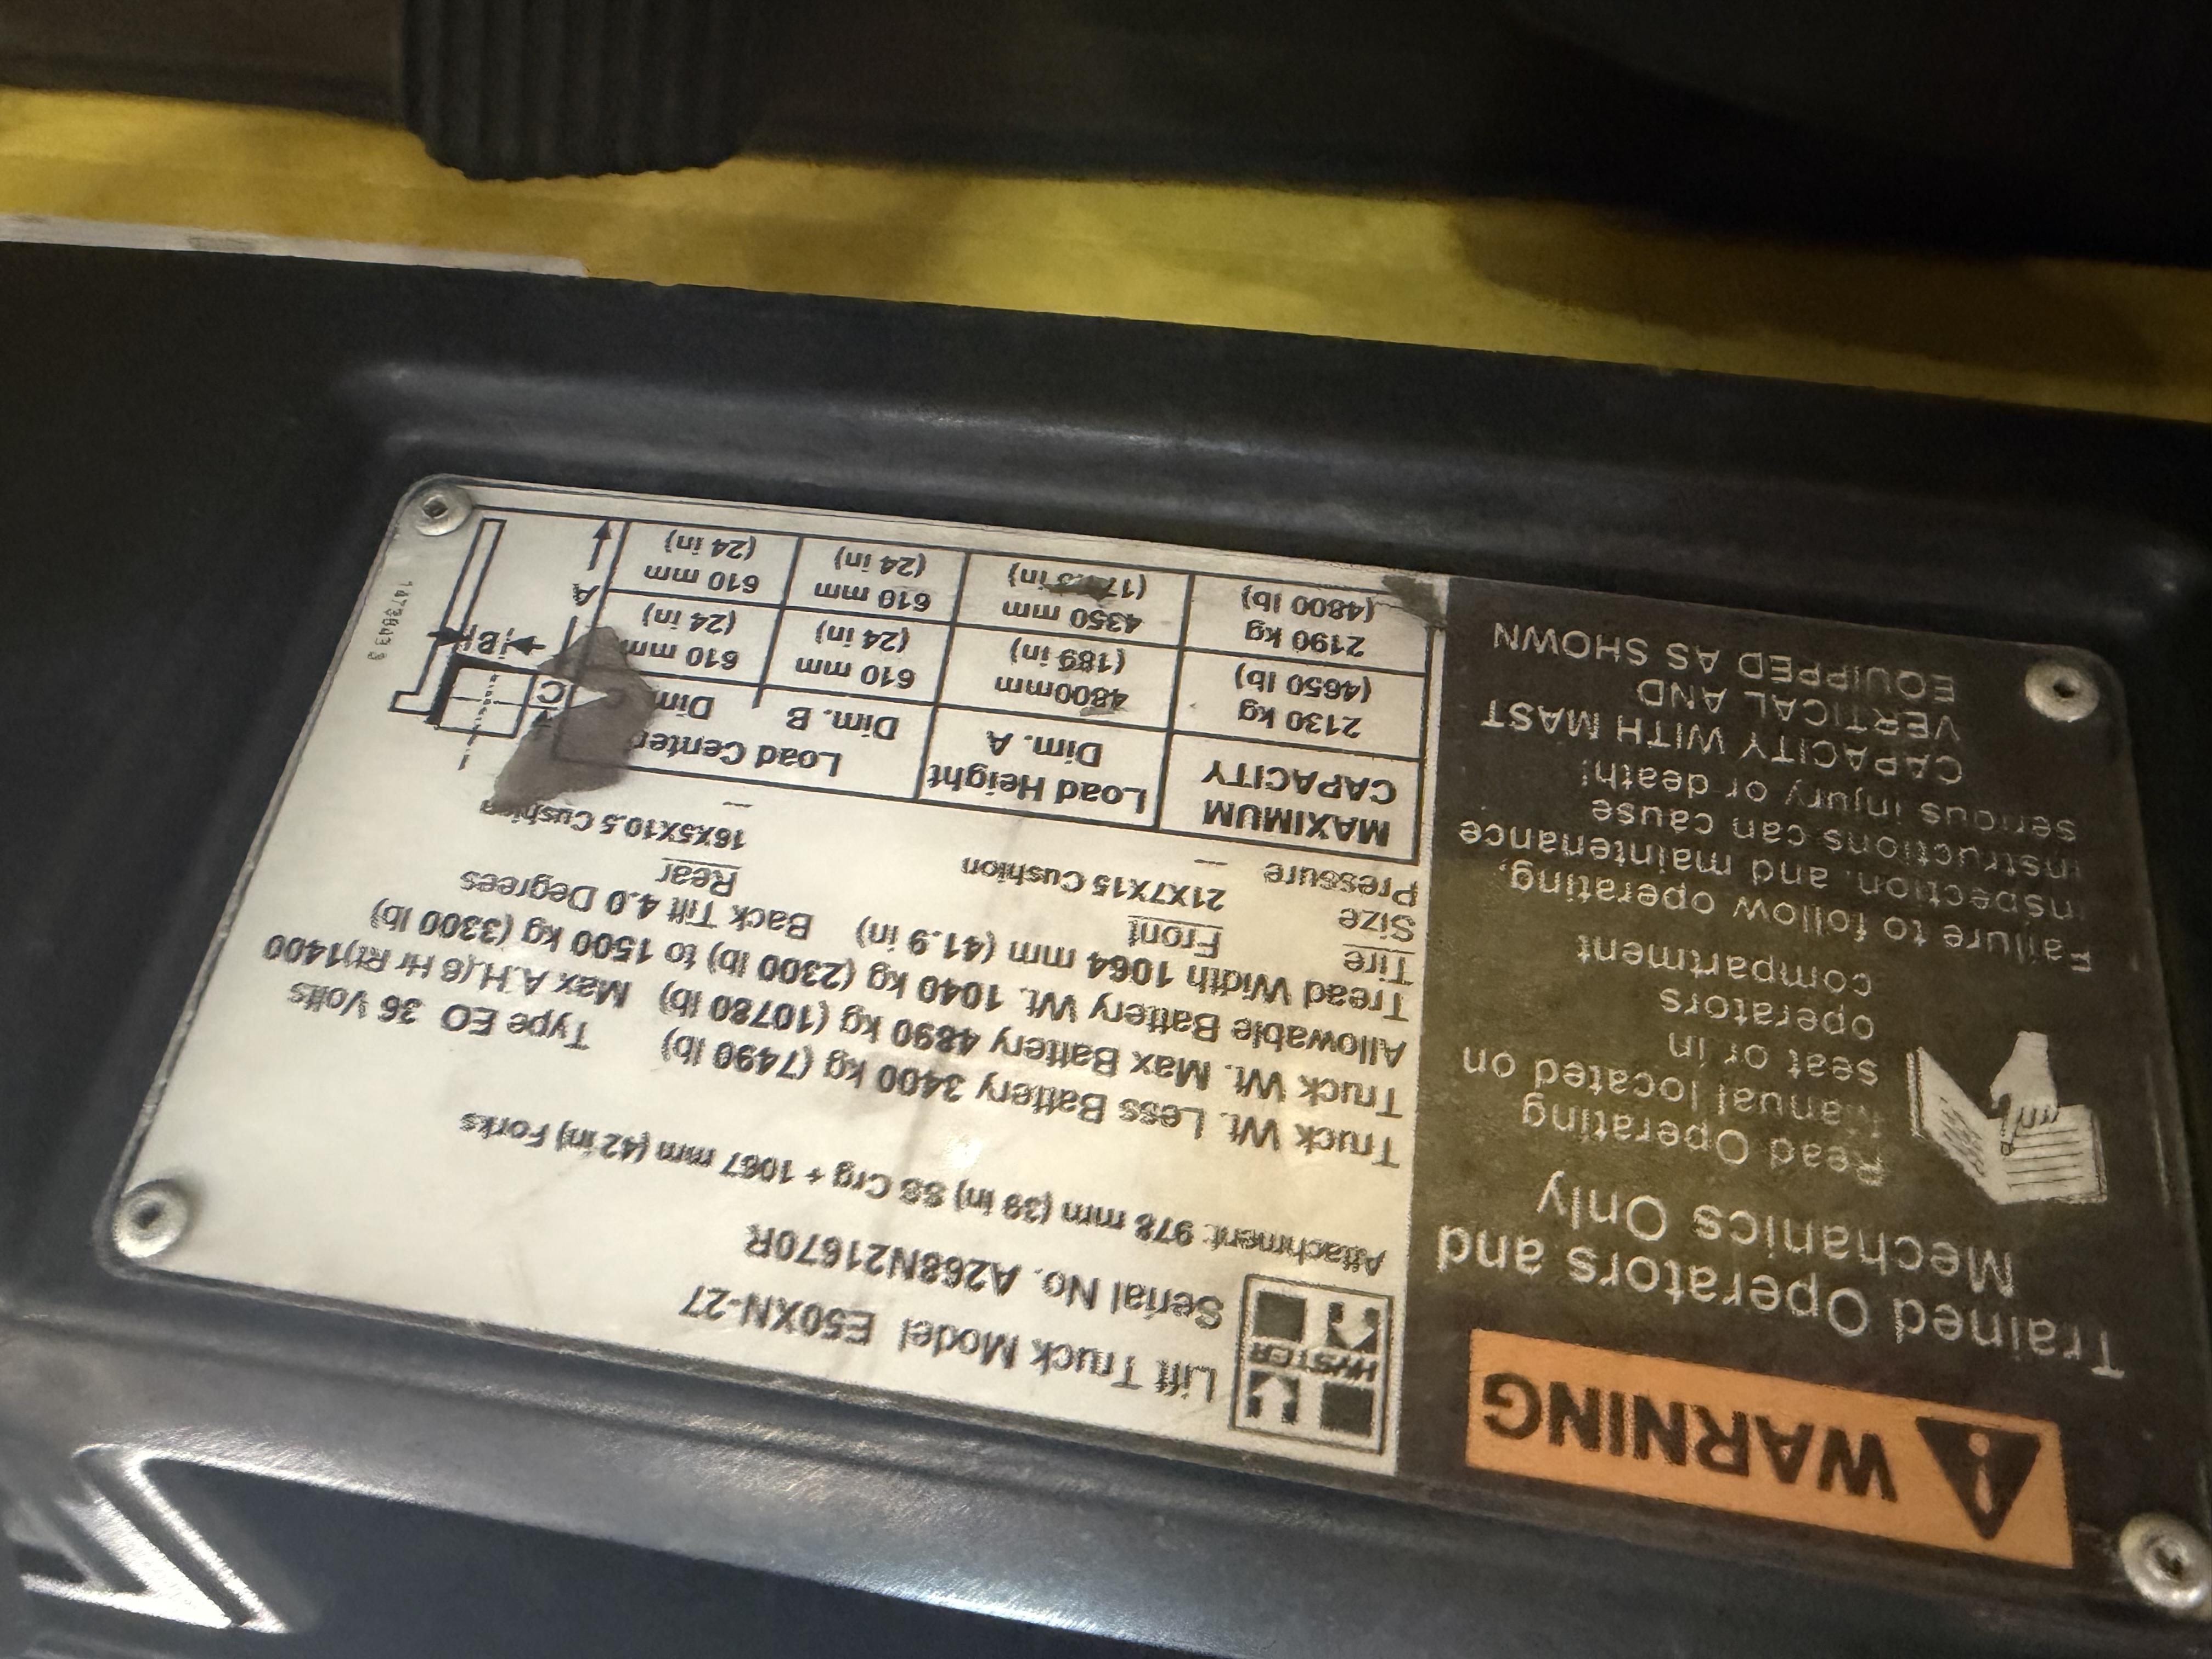 WARNING
Trained Operators and
Mechanics Only
Read Operating
Manual located on
seat or in
operators
compartment
Failure to follow operating,
inspection, and maintenance
instructions can cause
serious injury or death!
CAPACITY WITH MAST
VERTICAL AND
EQUIPPED AS SHOWN
HYSTER
Lift Truck Model E50XN-27
Serial No. A268N21670R
Attachment: 978 mm (39 in) SS Crg + 1067 mm (42 in) Forks
Truck Wt. Less Battery 3400 kg (7490 lb) Type EO 36 Volts
Truck Wt. Max Battery 4890 kg (10780 lb) Max A.H.(6 Hr Rt)1400
Allowable Battery Wt. 1040 kg (2300 lb) to 1500 kg (3300 lb)
Tread Width 1064 mm (41.9 in) Back Tilt 4.0 Degrees
Tire Front Rear
Size 21X7X15 Cushion 16X5X10.5 Cushion
Pressure — —
MAXIMUM CAPACITY Load Height Dim. A Load Center Dim. B Dim.
2130 kg 4800mm 610 mm 610 mm
(4650 lb) (189 in) (24 in) (24 in)
2190 kg 4350 mm 610 mm 610 mm
(4800 lb) (24 in) (24 in)
C
B
A